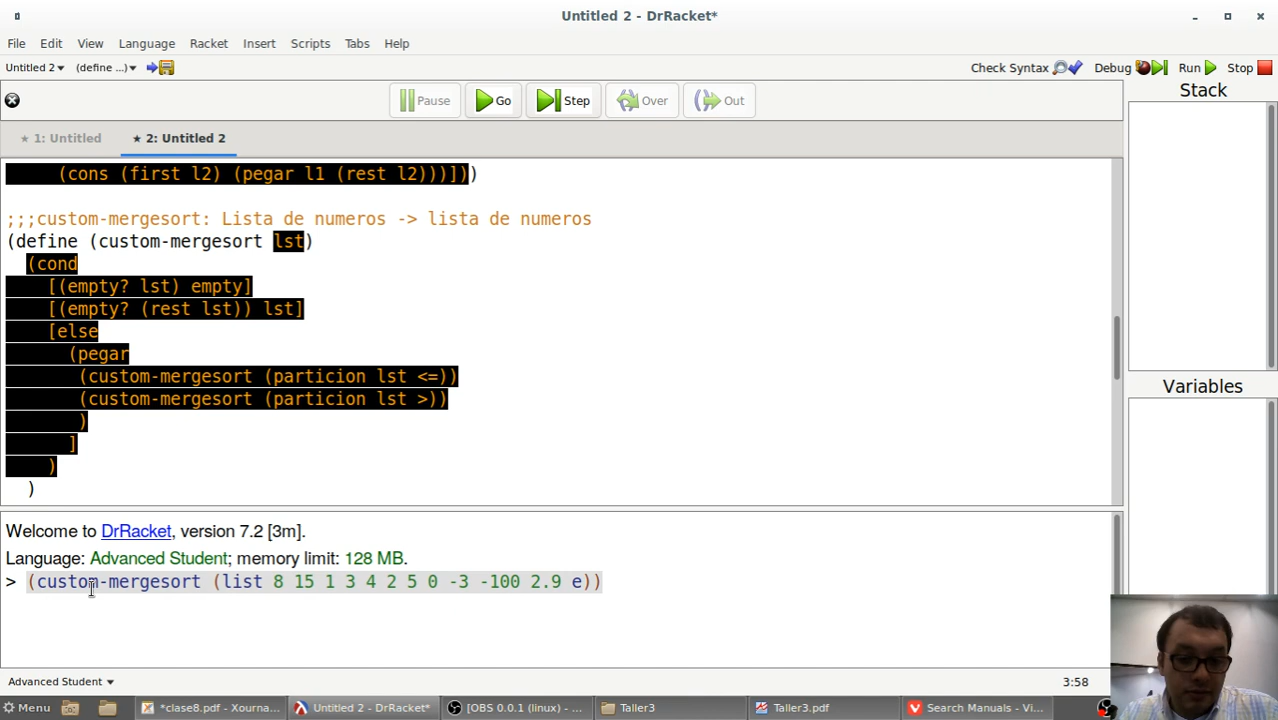 Untitled 2 - DrRacket*
File Edit View Language Racket Insert Scripts Tabs Help
Untitled 2 (define ...) Check Syntax Debug Run Stop
Pause Go Step Over Out
Stack
★ 1: Untitled ★ 2: Untitled 2
(cons (first l2) (pegar l1 (rest l2)))]))
;;;custom-mergesort: Lista de numeros -> lista de numeros
(define (custom-mergesort lst)
(cond
[(empty? lst) empty]
[(empty? (rest lst)) lst]
[else
(pegar
(custom-mergesort (particion lst <=))
(custom-mergesort (particion lst >))
)
]
)
)
Variables
Welcome to DrRacket, version 7.2 [3m].
Language: Advanced Student; memory limit: 128 MB.
> (custom-mergesort (list 8 15 1 3 4 2 5 0 -3 -100 2.9 e))
Advanced Student 3:58
Menu *clase8.pdf - Xourna... Untitled 2 - DrRacket* [OBS 0.0.1 (linux) - ... Taller3 Taller3.pdf Search Manuals - Vi...